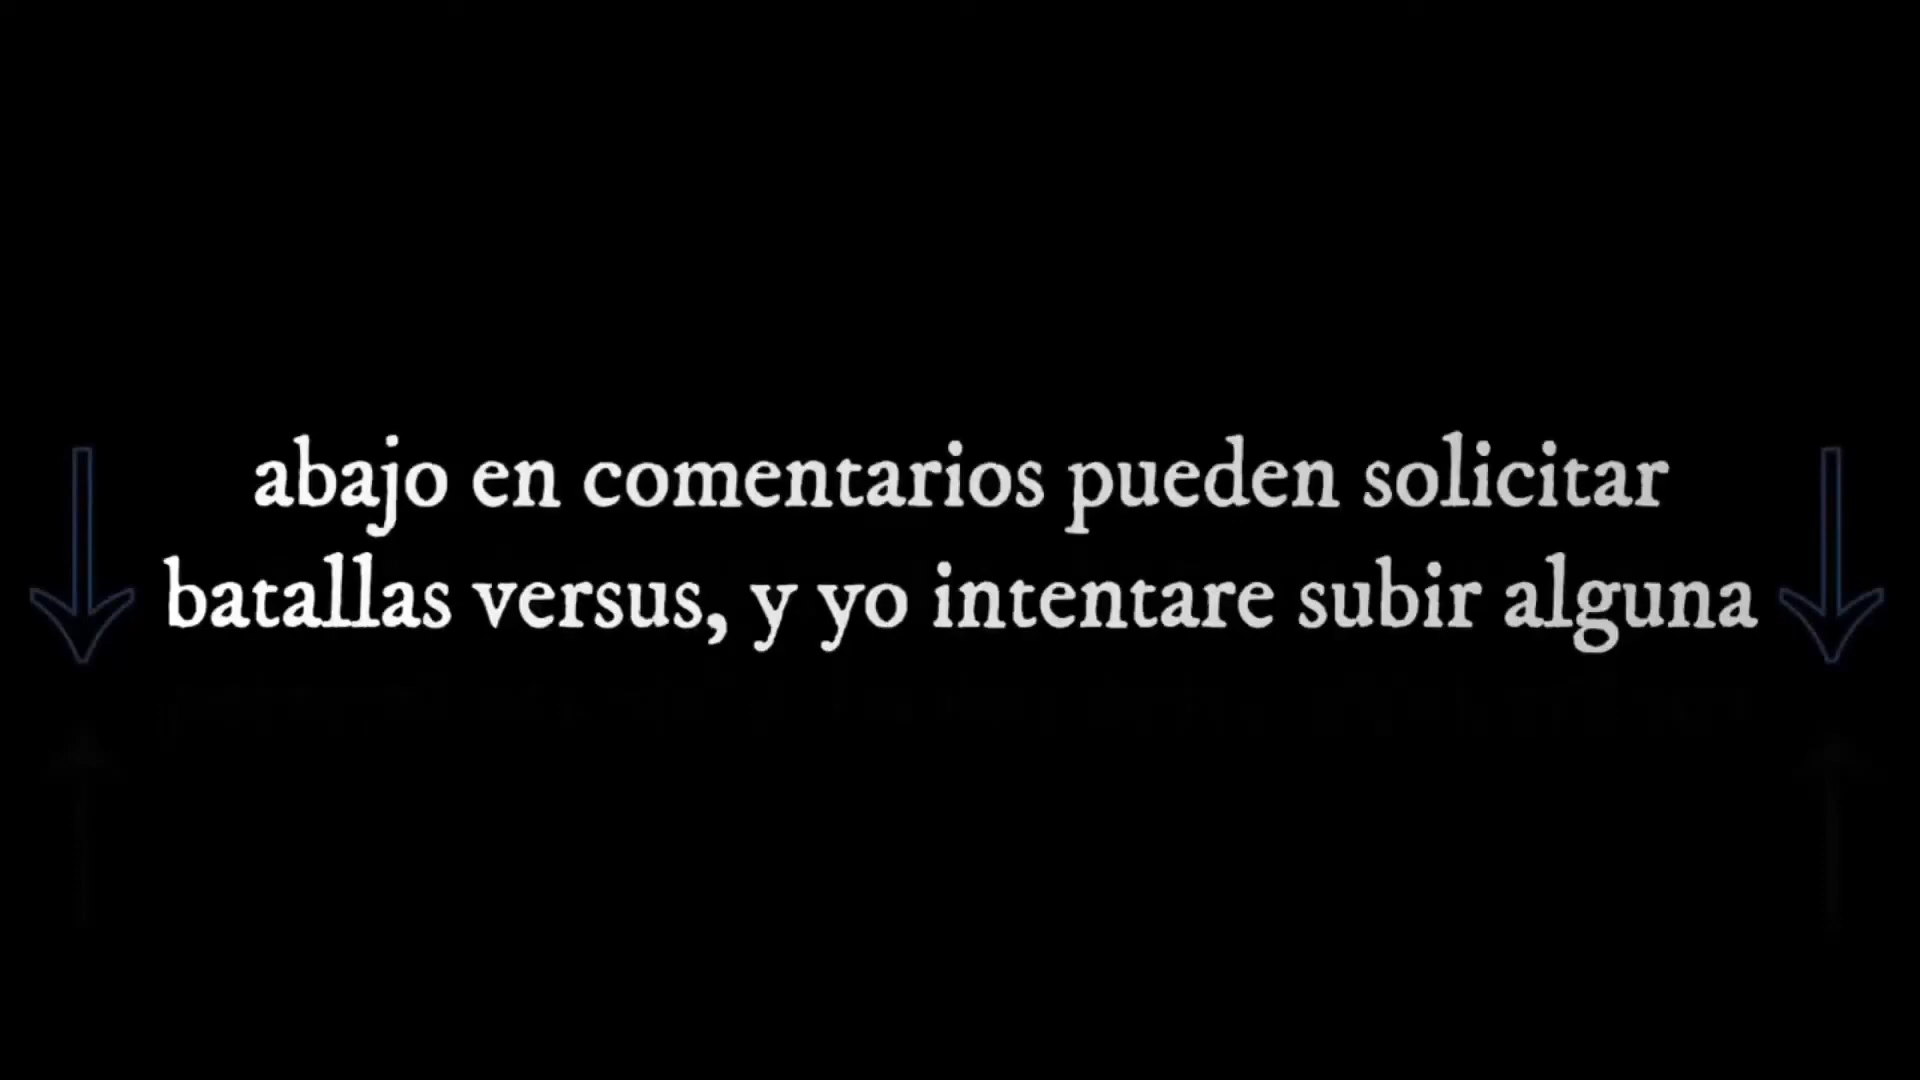 abajo en comentarios pueden solicitar
batallas versus, y yo intentare subir alguna